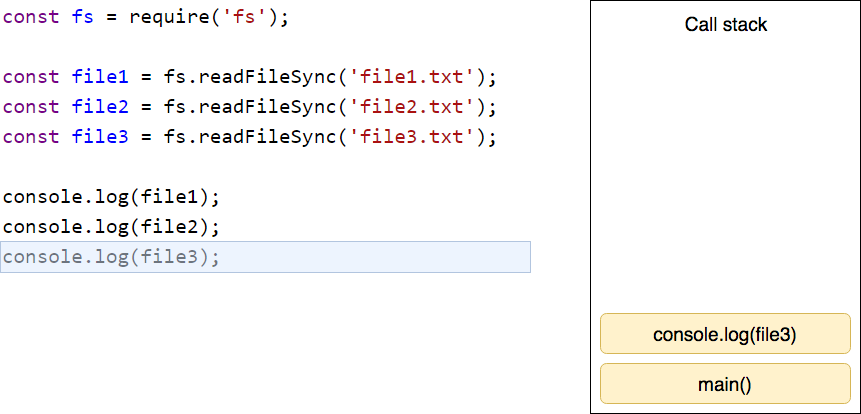 const fs = require('fs');
const file1 = fs.readFileSync('file1.txt');
const file2 = fs.readFileSync('file2.txt');
const file3 = fs.readFileSync('file3.txt');
console.log(file1);
console.log(file2);
console.log(file3);
Call stack
console.log(file3)
main()